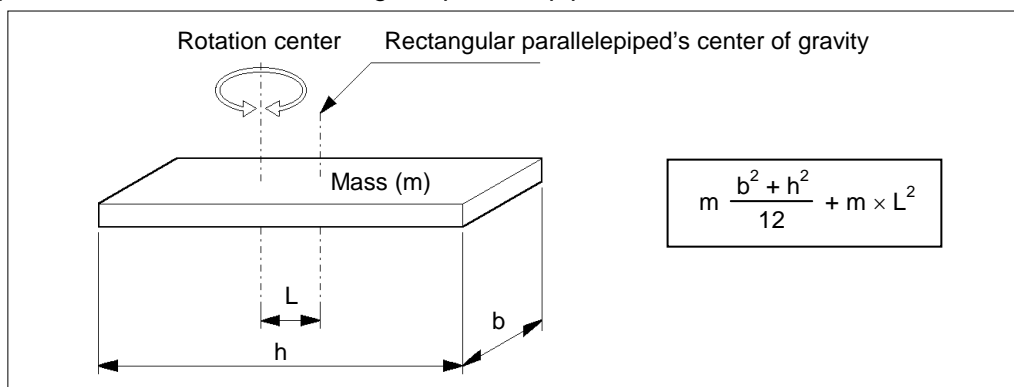 Rotation center
Rectangular parallelepiped's center of gravity
Mass (m)
m (b² + h²)/12 + m × L²
L
b
h